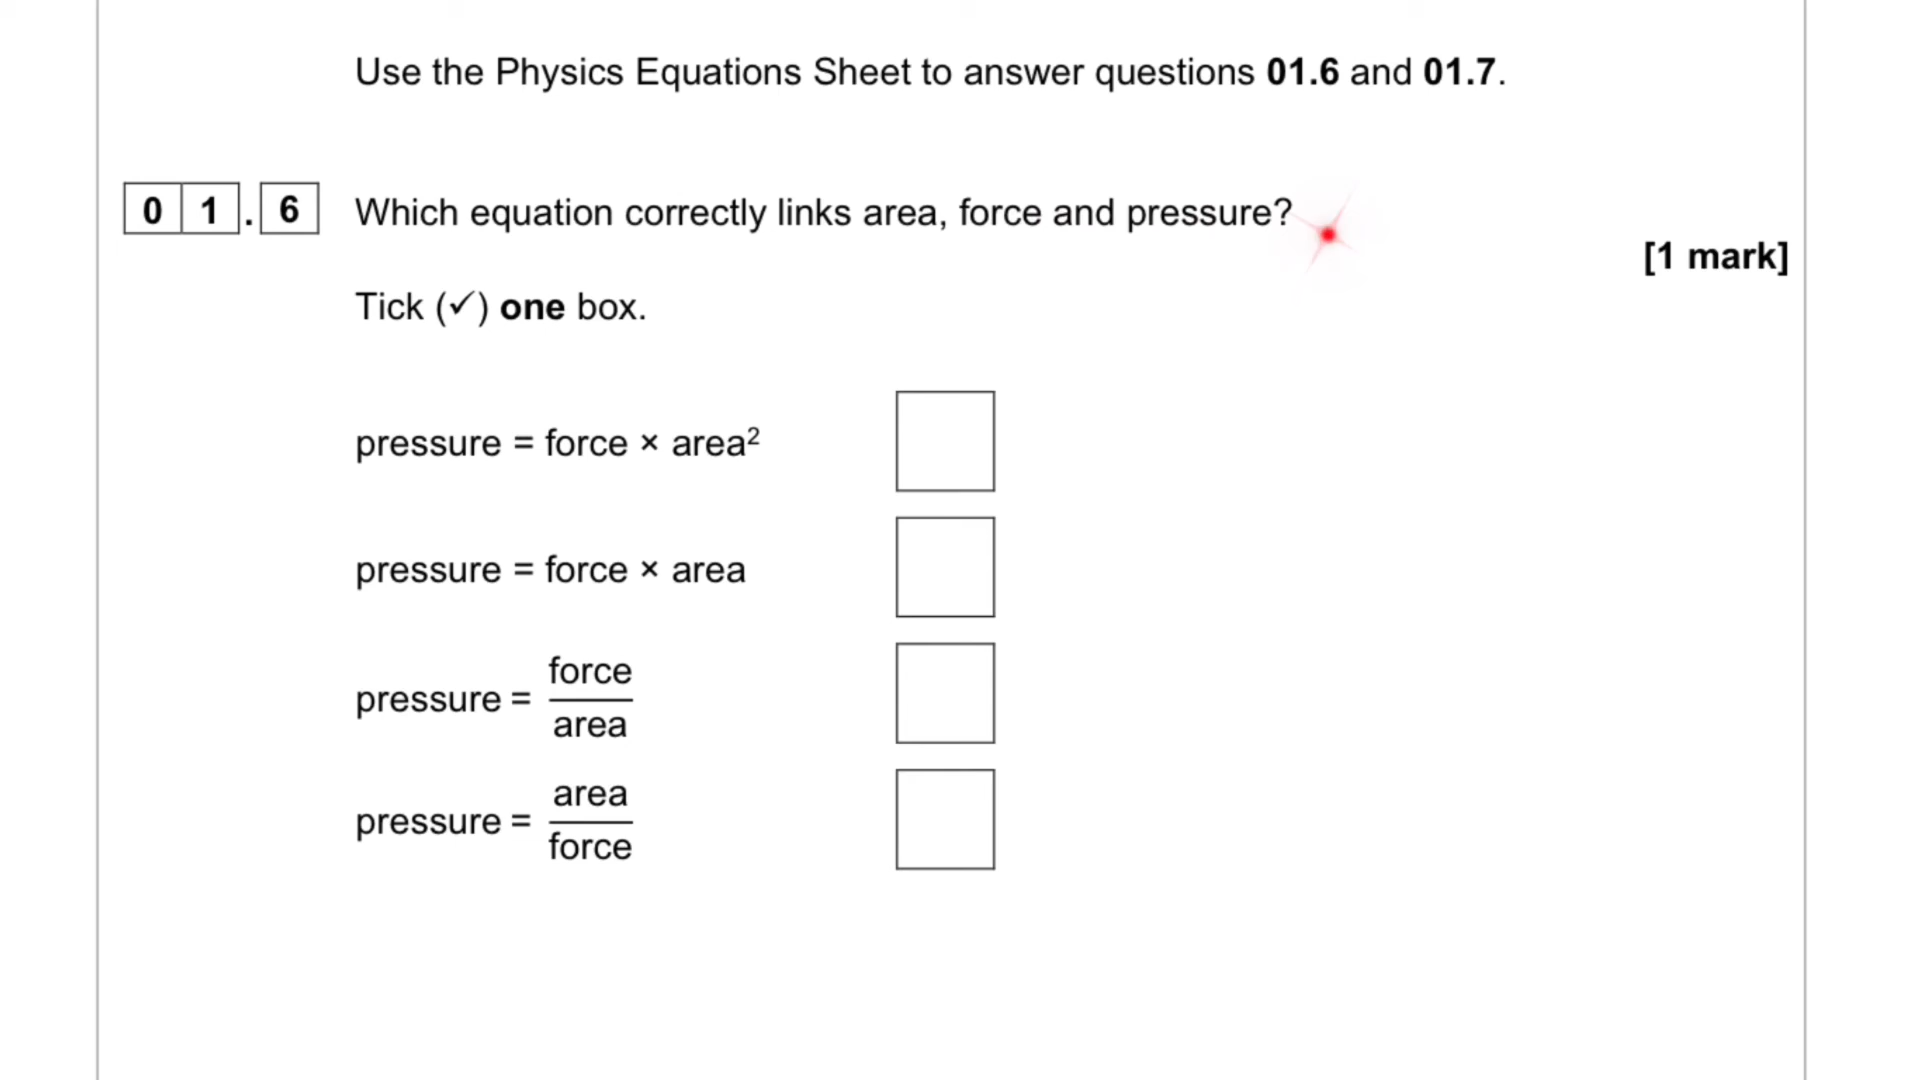 Use the Physics Equations Sheet to answer questions 01.6 and 01.7.
0 1 . 6 Which equation correctly links area, force and pressure?
[1 mark]
Tick (✓) one box.
pressure = force × area²
pressure = force × area
pressure = force / area
pressure = area / force